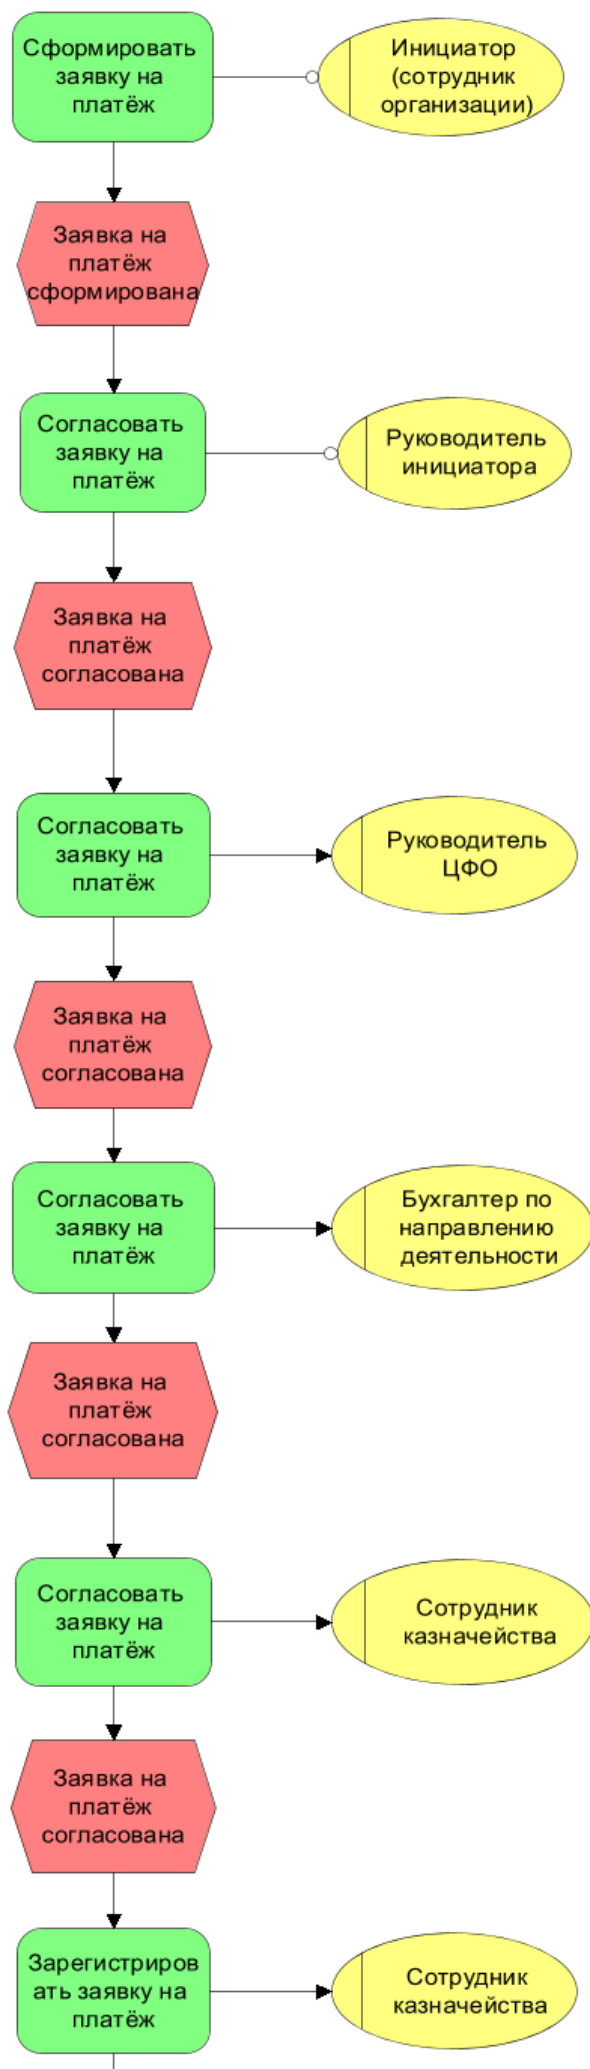 Сформировать
заявку на
платёж
Инициатор
(сотрудник
организации)
Заявка на
платёж
сформирована
Согласовать
заявку на
платёж
Руководитель
инициатора
Заявка на
платёж
согласована
Согласовать
заявку на
платёж
Руководитель
ЦФО
Заявка на
платёж
согласована
Согласовать
заявку на
платёж
Бухгалтер по
направлению
деятельности
Заявка на
платёж
согласована
Согласовать
заявку на
платёж
Сотрудник
казначейства
Заявка на
платёж
согласована
Зарегистриров
ать заявку на
платёж
Сотрудник
казначейства